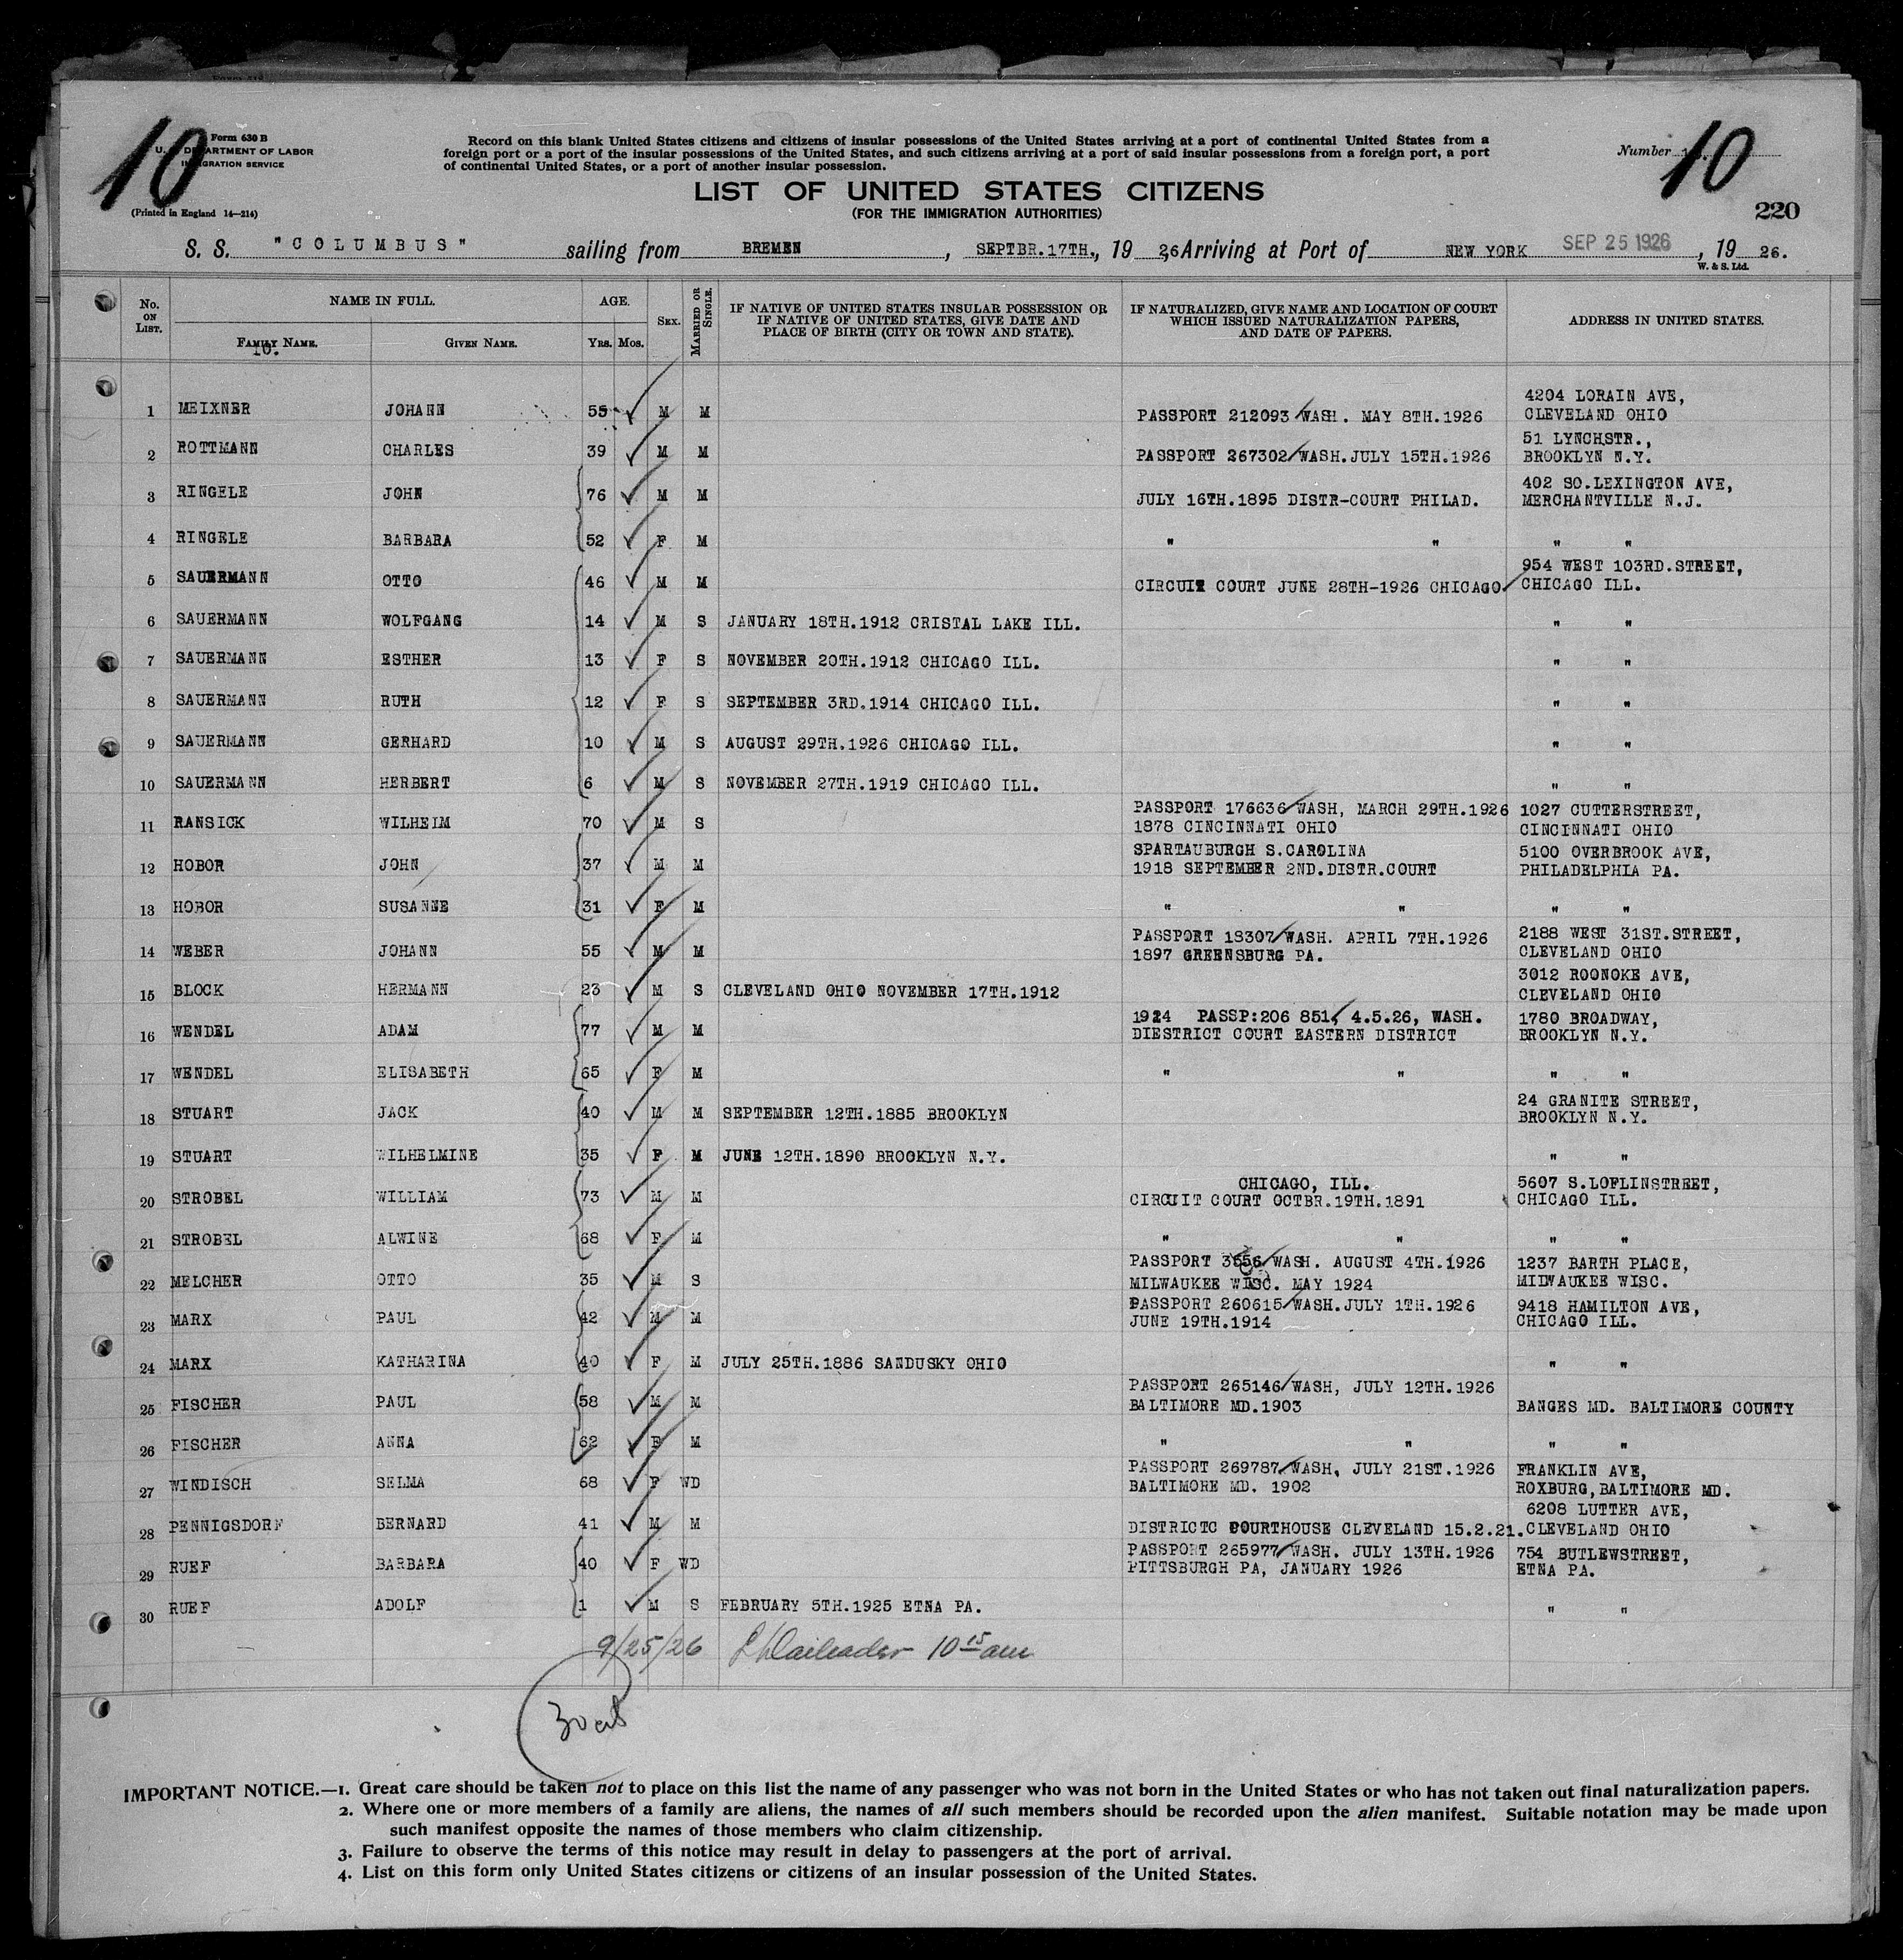 10
10
Form 630 B
U. DEPARTMENT OF LABOR
IMMIGRATION SERVICE
(Printed in England 14—214)
Record on this blank United States citizens and citizens of insular possessions of the United States arriving at a port of continental United States from a
foreign port or a port of the insular possessions of the United States, and such citizens arriving at a port of said insular possessions from a foreign port, a port
of continental United States, or a port of another insular possession.
Number
LIST OF UNITED STATES CITIZENS
(FOR THE IMMIGRATION AUTHORITIES)
220
S. S. "COLUMBUS" sailing from BREMEN, SEPTBR.17TH., 19 26, Arriving at Port of NEW YORK SEP 25 1926, 19 26.
W. & S. Ltd.
No. ON LIST. NAME IN FULL. AGE. SEX. MARRIED OR SINGLE. IF NATIVE OF UNITED STATES INSULAR POSSESSION OR IF NATIVE OF UNITED STATES, GIVE DATE AND PLACE OF BIRTH (CITY OR TOWN AND STATE). IF NATURALIZED, GIVE NAME AND LOCATION OF COURT WHICH ISSUED NATURALIZATION PAPERS, AND DATE OF PAPERS. ADDRESS IN UNITED STATES.
FAMILY NAME. GIVEN NAME. YRS. MOS.
10.
4204 LORAIN AVE,
1 MEIXNER JOHANN 55 M M PASSPORT 212093 WASH. MAY 8TH.1926 CLEVELAND OHIO
51 LYNCHSTR.,
2 ROTTMANN CHARLES 39 M M PASSPORT 267302 WASH.JULY 15TH.1926 BROOKLYN N.Y.
402 SO.LEXINGTON AVE,
3 RINGELE JOHN 76 M M JULY 16TH.1895 DISTR-COURT PHILAD. MERCHANTVILLE N.J.
4 RINGELE BARBARA 52 F M " " " "
954 WEST 103RD.STREET,
5 SAUERMANN OTTO 46 M M CIRCUIT COURT JUNE 28TH-1926 CHICAGO CHICAGO ILL.
6 SAUERMANN WOLFGANG 14 M S JANUARY 18TH.1912 CRISTAL LAKE ILL. " "
7 SAUERMANN ESTHER 13 F S NOVEMBER 20TH.1912 CHICAGO ILL. " "
8 SAUERMANN RUTH 12 F S SEPTEMBER 3RD.1914 CHICAGO ILL. " "
9 SAUERMANN GERHARD 10 M S AUGUST 29TH.1926 CHICAGO ILL. " "
10 SAUERMANN HERBERT 6 M S NOVEMBER 27TH.1919 CHICAGO ILL. " "
PASSPORT 176636 WASH, MARCH 29TH.1926 1027 CUTTERSTREET,
11 RANSICK WILHEIM 70 M S 1878 CINCINNATI OHIO CINCINNATI OHIO
SPARTAUBURGH S.CAROLINA 5100 OVERBROOK AVE,
12 HOBOR JOHN 37 M M 1918 SEPTEMBER 2ND.DISTR.COURT PHILADELPHIA PA.
13 HOBOR SUSANNE 31 F M " " " "
PASSPORT 18307 WASH. APRIL 7TH.1926 2188 WEST 31ST.STREET,
14 WEBER JOHANN 55 M M 1897 GREENSBURG PA. CLEVELAND OHIO
3012 ROONOKE AVE,
15 BLOCK HERMANN 23 M S CLEVELAND OHIO NOVEMBER 17TH.1912 CLEVELAND OHIO
1924 PASSP:206 851, 4.5.26, WASH. 1780 BROADWAY,
16 WENDEL ADAM 77 M M DIESTRICT COURT EASTERN DISTRICT BROOKLYN N.Y.
17 WENDEL ELISABETH 65 F M " " " "
24 GRANITE STREET,
18 STUART JACK 40 M M SEPTEMBER 12TH.1885 BROOKLYN BROOKLYN N.Y.
19 STUART WILHELMINE 35 F M JUNE 12TH.1890 BROOKLYN N.Y. " "
CHICAGO, ILL. 5607 S.LOFLINSTREET,
20 STROBEL WILLIAM 73 M M CIRCUIT COURT OCTBR.19TH.1891 CHICAGO ILL.
21 STROBEL ALWINE 68 F M " " " "
PASSPORT 3556 WASH. AUGUST 4TH.1926 1237 BARTH PLACE,
22 MELCHER OTTO 35 M S MILWAUKEE WISC. MAY 1924 MILWAUKEE WISC.
PASSPORT 260615 WASH.JULY 1TH.1926 9418 HAMILTON AVE,
23 MARX PAUL 42 M M JUNE 19TH.1914 CHICAGO ILL.
24 MARX KATHARINA 40 F M JULY 25TH.1886 SANDUSKY OHIO " "
PASSPORT 265146 WASH, JULY 12TH.1926
25 FISCHER PAUL 58 M M BALTIMORE MD.1903 BANGES MD. BALTIMORE COUNTY
26 FISCHER ANNA 62 F M " " " "
PASSPORT 269787 WASH, JULY 21ST.1926 FRANKLIN AVE,
27 WINDISCH SELMA 68 F WD BALTIMORE MD. 1902 ROXBURG,BALTIMORE MD.
6208 LUTTER AVE,
28 PENNIGSDORF BERNARD 41 M M DISTRICTC COURTHOUSE CLEVELAND 15.2.21. CLEVELAND OHIO
PASSPORT 265977 WASH. JULY 13TH.1926 754 BUTLEWSTREET,
29 RUEF BARBARA 40 F WD PITTSBURGH PA, JANUARY 1926 ETNA PA.
30 RUEF ADOLF 1 M S FEBRUARY 5TH.1925 ETNA PA. " "
9/25/26 10 15 am
30
IMPORTANT NOTICE.—1. Great care should be taken not to place on this list the name of any passenger who was not born in the United States or who has not taken out final naturalization papers.
2. Where one or more members of a family are aliens, the names of all such members should be recorded upon the alien manifest. Suitable notation may be made upon
such manifest opposite the names of those members who claim citizenship.
3. Failure to observe the terms of this notice may result in delay to passengers at the port of arrival.
4. List on this form only United States citizens or citizens of an insular possession of the United States.